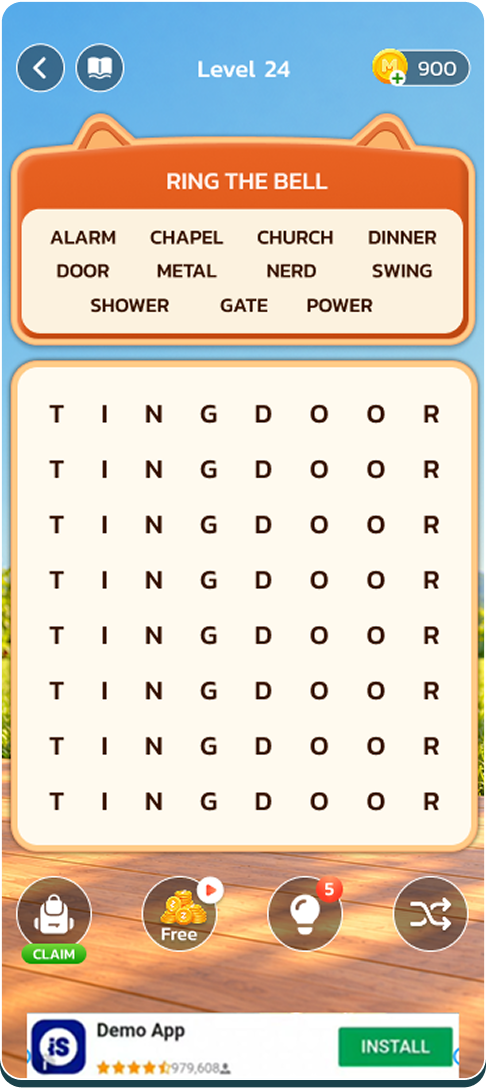 Level 24
900
RING THE BELL
ALARM CHAPEL CHURCH DINNER
DOOR METAL NERD SWING
SHOWER GATE POWER
T I N G D O O R
T I N G D O O R
T I N G D O O R
T I N G D O O R
T I N G D O O R
T I N G D O O R
T I N G D O O R
T I N G D O O R
5
Free
CLAIM
iS
Demo App
979,608
INSTALL